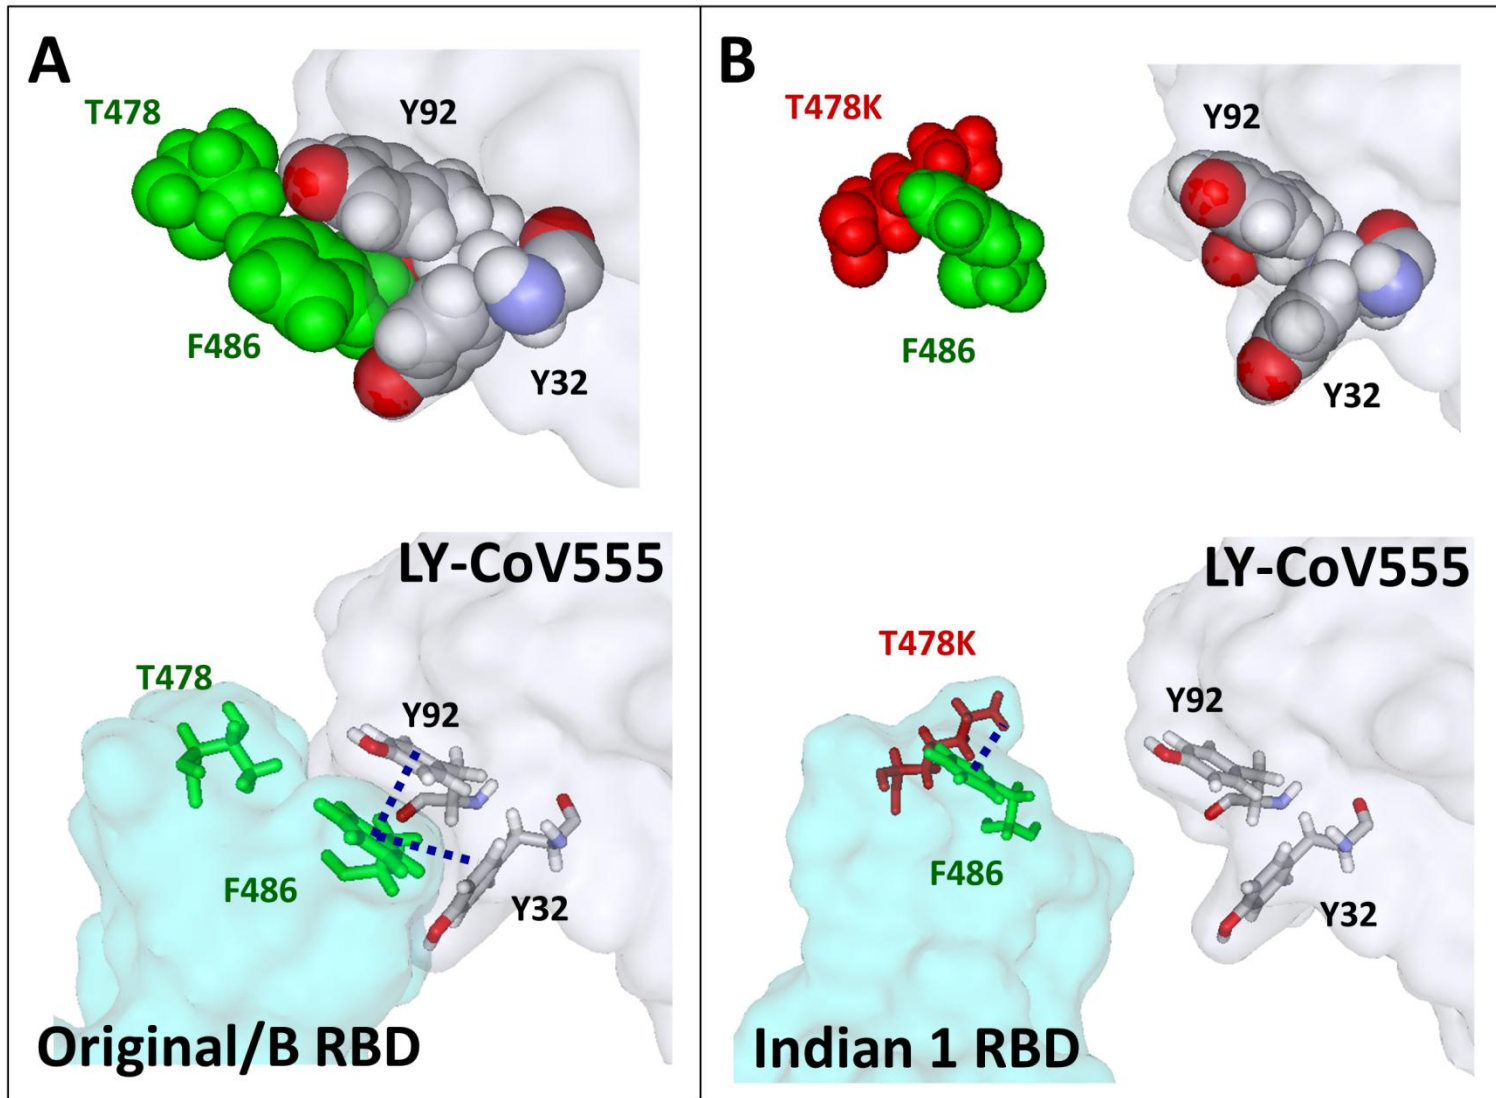 A
T478
Y92
F486
Y32
LY-CoV555
T478
Y92
F486
Y32
Original/B RBD
B
T478K
Y92
F486
Y32
LY-CoV555
T478K
Y92
F486
Y32
Indian 1 RBD